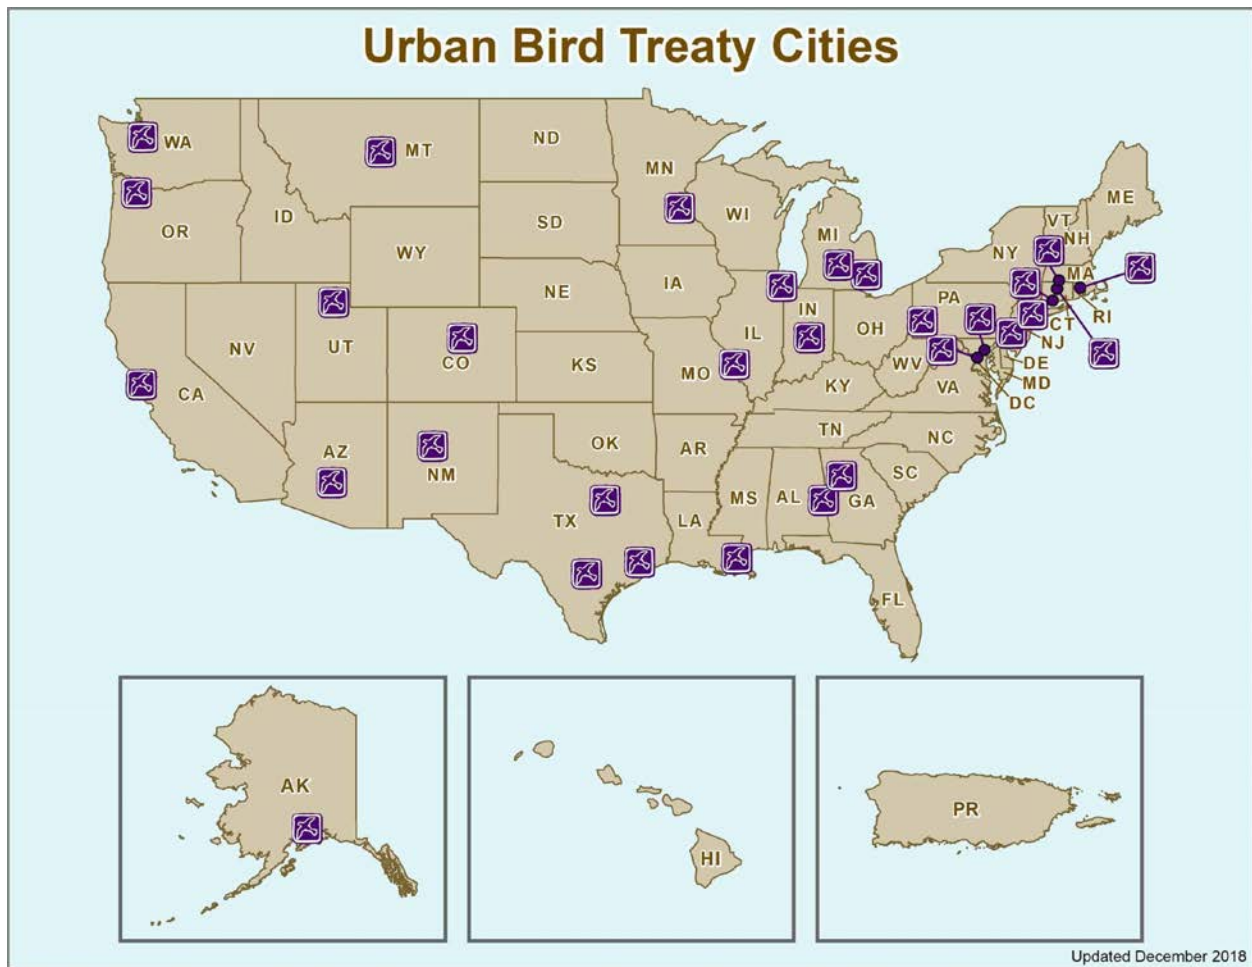 Urban Bird Treaty Cities
WA
MT
ND
MN
ME
VT
NH
OR
ID
SD
WI
MI
NY
MA
WY
IA
PA
RI
NE
IN
OH
CT
NV
UT
CO
IL
NJ
KS
MO
WV
DE
CA
KY
VA
MD
DC
TN
NC
AZ
NM
OK
AR
SC
MS
AL
GA
TX
LA
FL
AK
HI
PR
Updated December 2018